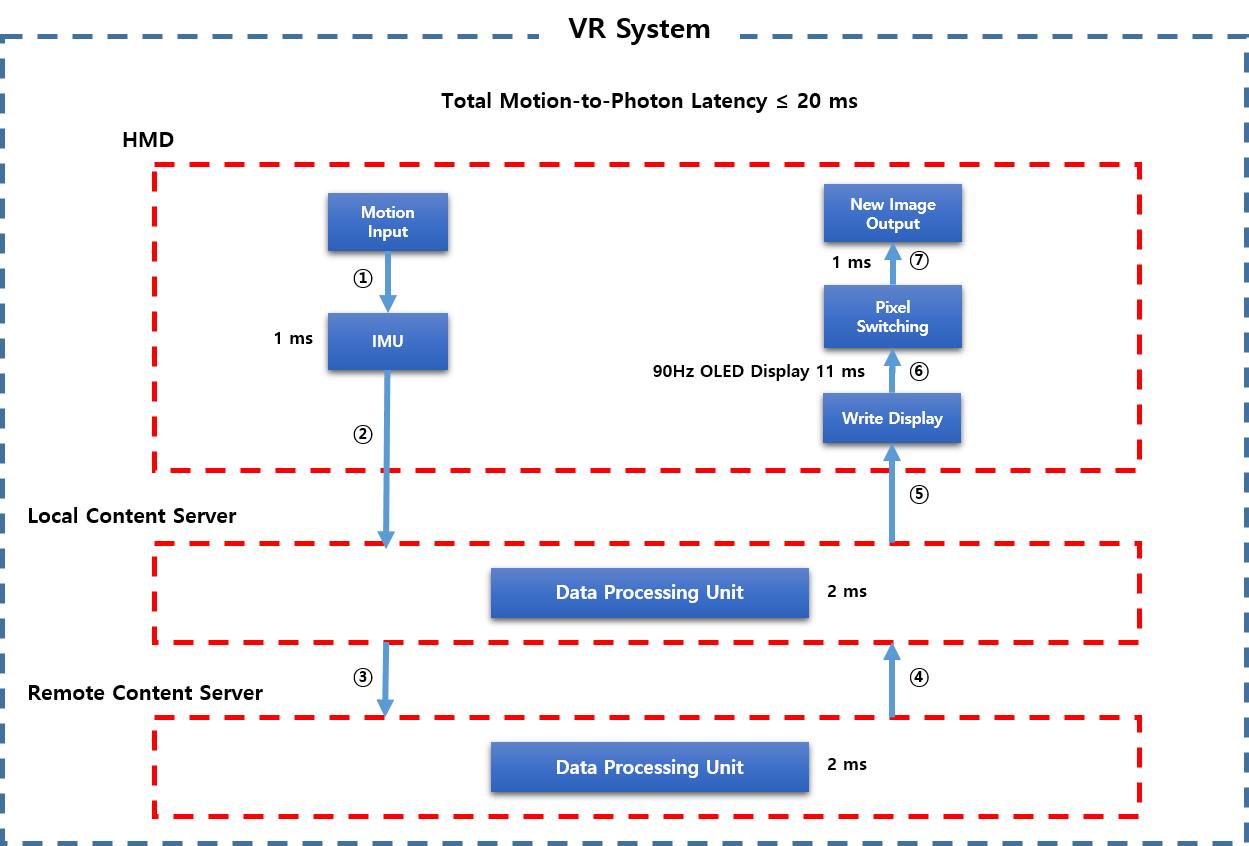 VR System
Total Motion-to-Photon Latency ≤ 20 ms
HMD
Motion
Input
①
1 ms
IMU
②
New Image
Output
1 ms
⑦
Pixel
Switching
90Hz OLED Display 11 ms
⑥
Write Display
⑤
Local Content Server
Data Processing Unit
2 ms
③
④
Remote Content Server
Data Processing Unit
2 ms